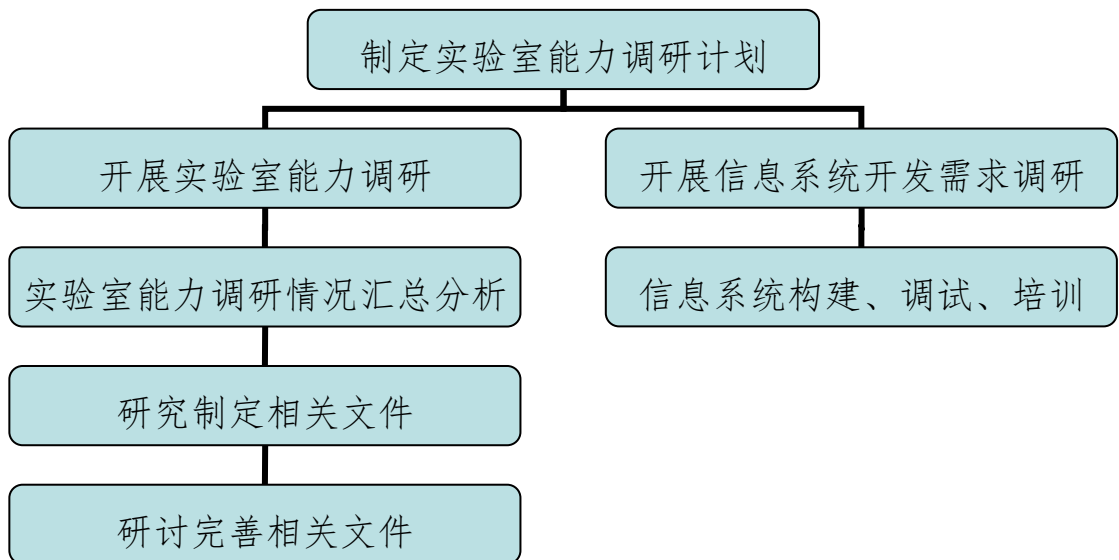 制定实验室能力调研计划
开展实验室能力调研
开展信息系统开发需求调研
实验室能力调研情况汇总分析
信息系统构建、调试、培训
研究制定相关文件
研讨完善相关文件